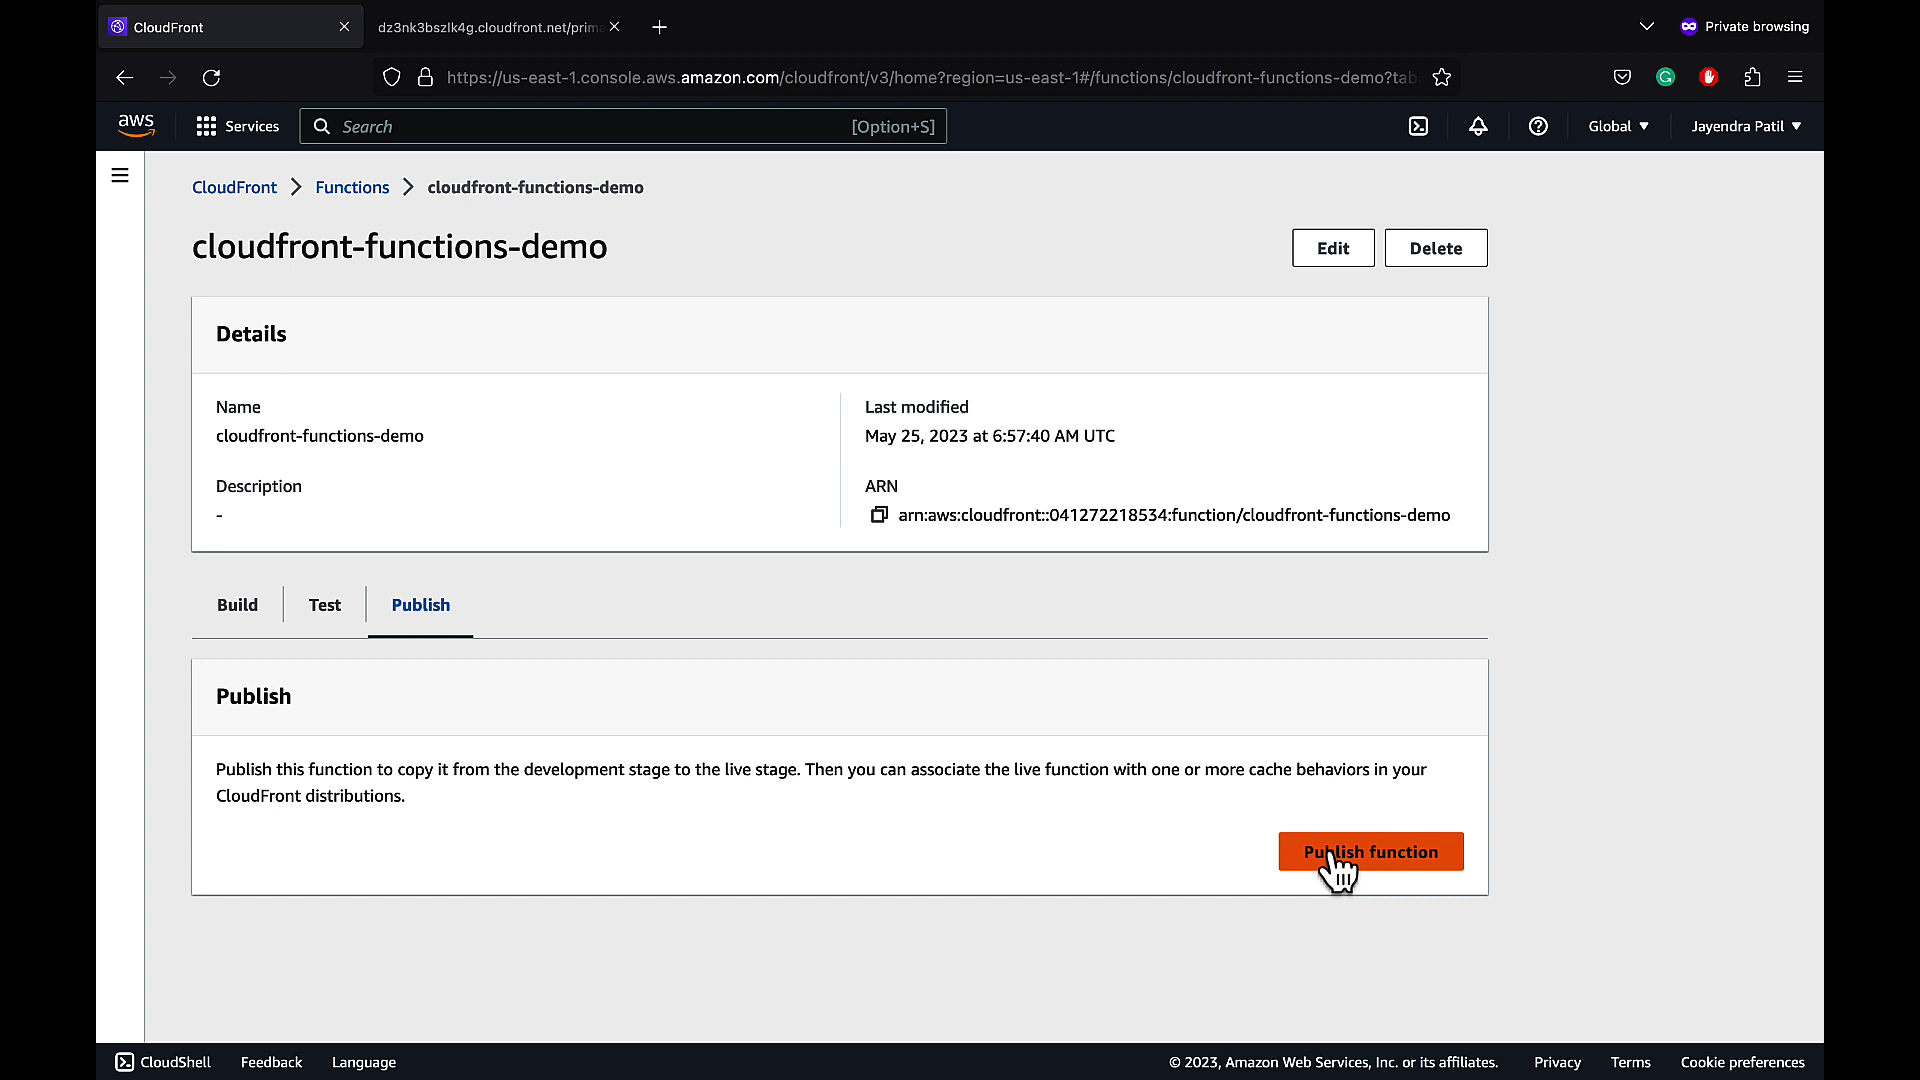 CloudFront
dz3nk3bszlk4g.cloudfront.net/prim
Private browsing
https://us-east-1.console.aws.amazon.com/cloudfront/v3/home?region=us-east-1#/functions/cloudfront-functions-demo?tab
aws
Services
Search
[Option+S]
Global
Jayendra Patil
CloudFront
Functions
cloudfront-functions-demo
cloudfront-functions-demo
Edit
Delete
Details
Name
cloudfront-functions-demo
Last modified
May 25, 2023 at 6:57:40 AM UTC
Description
-
ARN
arn:aws:cloudfront::041272218534:function/cloudfront-functions-demo
Build
Test
Publish
Publish
Publish this function to copy it from the development stage to the live stage. Then you can associate the live function with one or more cache behaviors in your
CloudFront distributions.
Publish function
CloudShell
Feedback
Language
© 2023, Amazon Web Services, Inc. or its affiliates.
Privacy
Terms
Cookie preferences